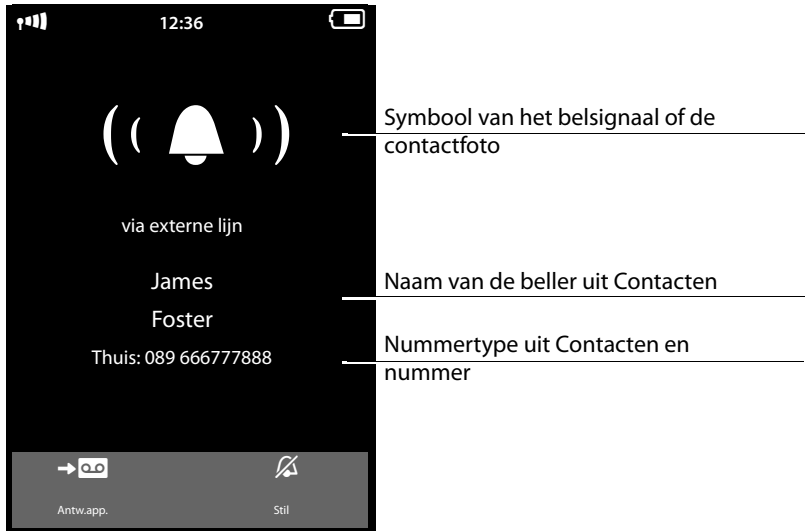 12:36
Symbool van het belsignaal of de
contactfoto
via externe lijn
James
Naam van de beller uit Contacten
Foster
Thuis: 089 666777888
Nummertype uit Contacten en
nummer
Antw.app.
Stil